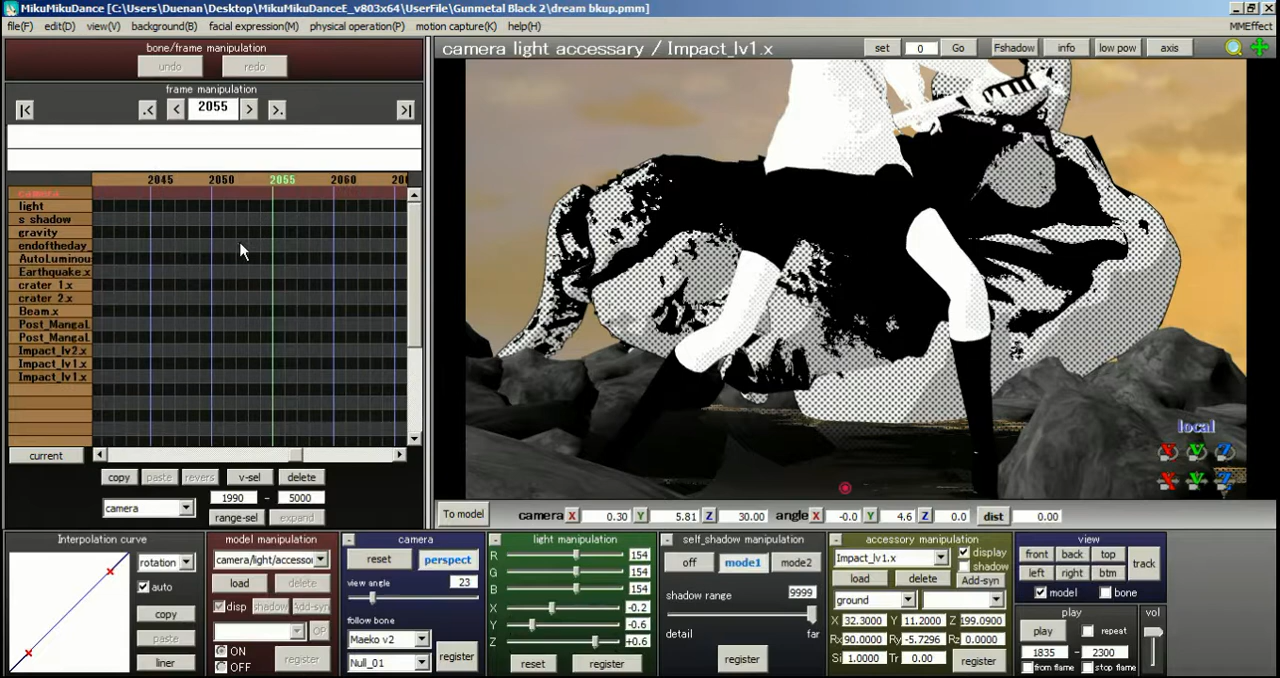 MikuMikuDance [C:\Users\Duenan\Desktop\MikuMikuDanceE_v803x64\UserFile\Gunmetal Black 2\dream bkup.pmm]
file(F) edit(D) view(V) background(B) facial expression(M) physical operation(P) motion capture(K) help(H) MMEffect
bone/frame manipulation
undo redo
frame manipulation
|< .< < 2055 > >. >|
camera light accessary / Impact_lv1.x
set 0 Go Fshadow info low pow axis
2045 2050 2055 2060 20
camera
light
s shadow
gravity
endoftheday
AutoLuminou
Earthquake.x
crater 1.x
crater 2.x
Beam.x
Post_MangaL
Post_MangaL
Impact_lv2.x
Impact_lv1.x
Impact_lv1.x
current
copy paste revers v-sel delete
camera 1990 - 5000
range-sel expand
local
X Y Z
X Y Z
To model camera X 0.30 Y 5.81 Z 30.00 angle X -0.0 Y 4.6 Z 0.0 dist 0.00
Interpolation curve
rotation
auto
copy
paste
liner
model manipulation
camera/light/accessor
load delete
disp shadow Add-syn
OP
ON
OFF
register
camera
reset perspect
view angle 23
follow bone
Maeko v2
Null_01
register
light manipulation
R 154
G 154
B 154
X -0.2
Y -0.6
Z +0.6
reset register
self_shadow manipulation
off mode1 mode2
shadow range 9999
detail far
register
accessory manipulation
Impact_lv1.x display
shadow
load delete Add-syn
ground
X 32.3000 Y 11.2000 Z 199.0900
Rx 90.0000 Ry -5.7296 Rz 0.0000
Si 1.0000 Tr 0.00 register
view
front back top
left right btm
track
model bone
play
play repeat
1835 - 2300
from flame stop flame
vol